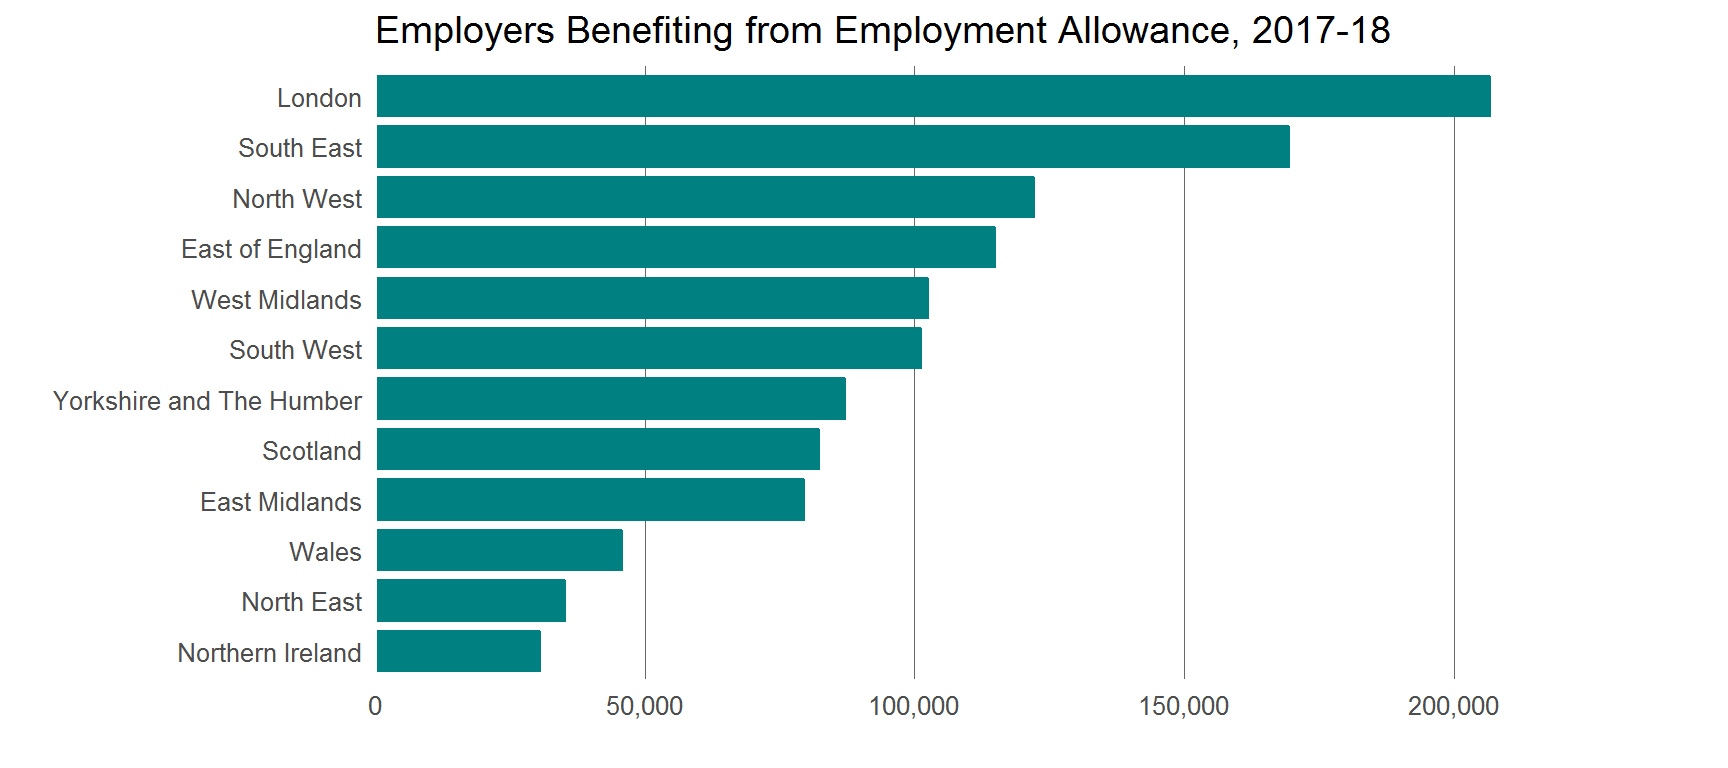 Employers Benefiting from Employment Allowance, 2017-18
London
South East
North West
East of England
West Midlands
South West
Yorkshire and The Humber
Scotland
East Midlands
Wales
North East
Northern Ireland
0 50,000 100,000 150,000 200,000